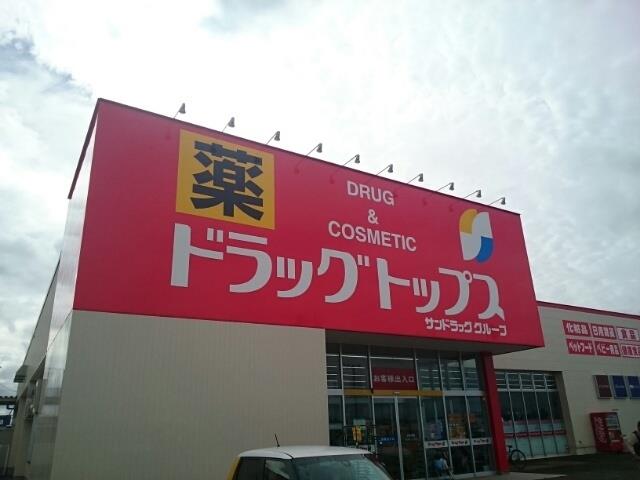 薬
DRUG
&
COSMETIC
ドラッグトップス
サンドラッググループ
お客様出入口
化粧品 日用雑貨 食品
ペットフード ベビー用品